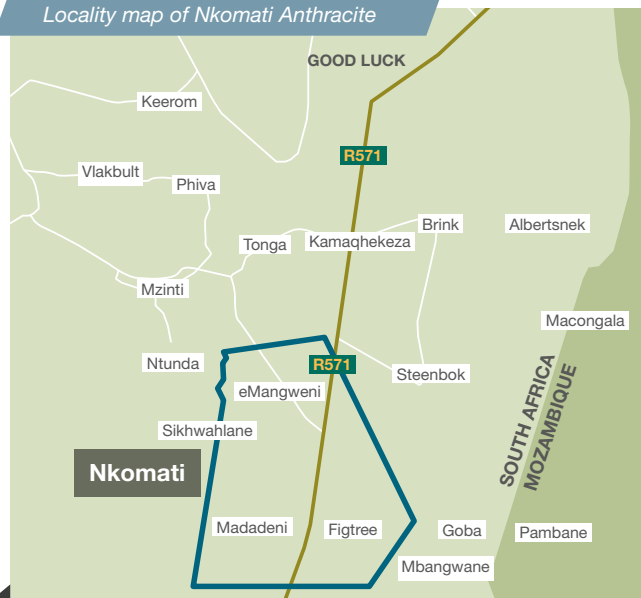 Locality map of Nkomati Anthracite
GOOD LUCK
Keerom
R571
Vlakbult
Phiva
Brink
Albertsnek
Tonga
Kamaqhekeza
Mzinti
Macongala
Ntunda
R571
Steenbok
eMangweni
SOUTH AFRICA
MOZAMBIQUE
Sikhwahlane
Nkomati
Madadeni
Figtree
Goba
Pambane
Mbangwane